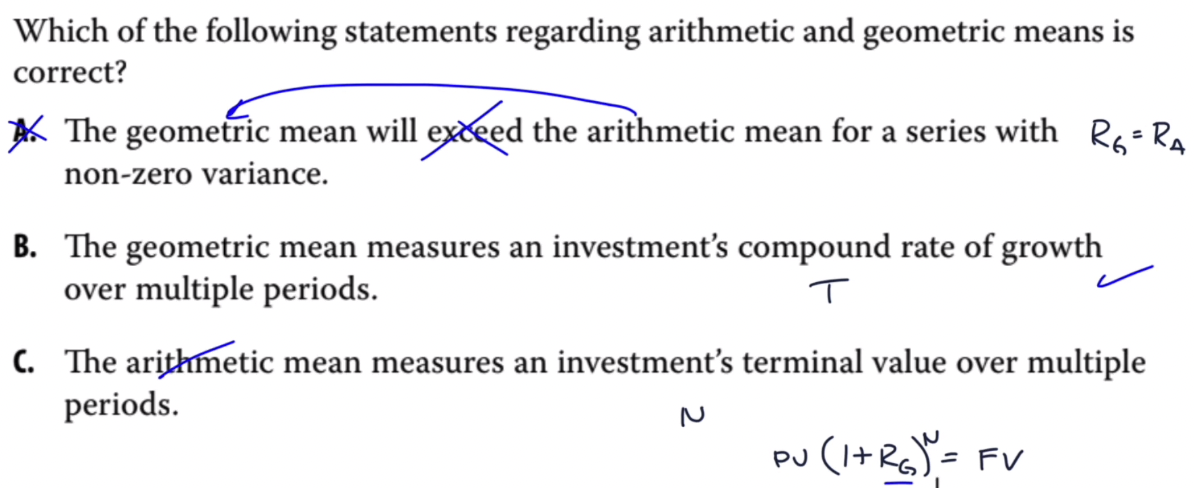 Which of the following statements regarding arithmetic and geometric means is
correct?
A. The geometric mean will exceed the arithmetic mean for a series with R_G = R_A
non-zero variance.
B. The geometric mean measures an investment's compound rate of growth
over multiple periods. T
C. The arithmetic mean measures an investment's terminal value over multiple
periods. N
PV (1+R_G)^N = FV